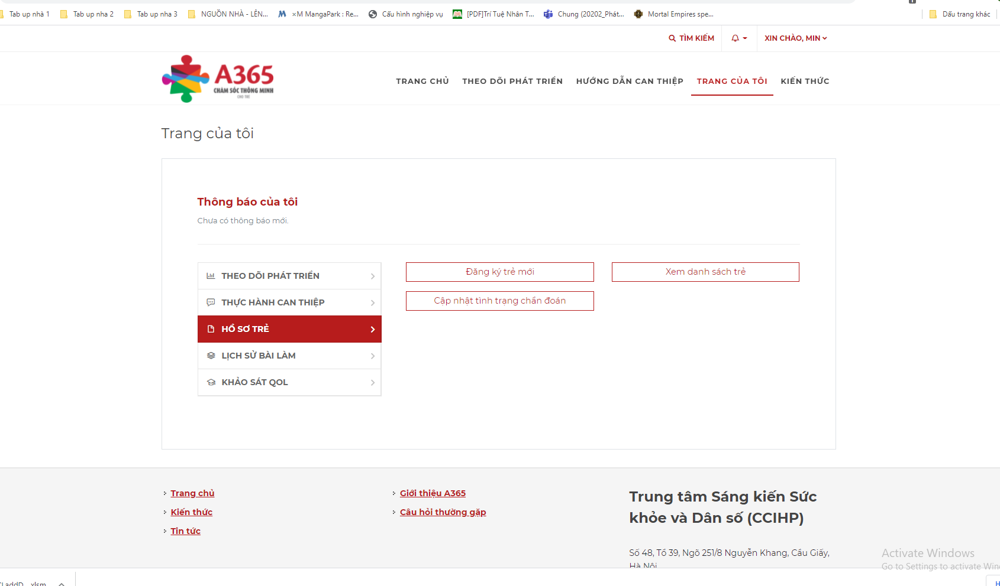 Tab up nhà 1 Tab up nha 2 Tab up nha 3 NGUỒN NHÀ - LÊN... ×M MangaPark : Re... Cấu hình nghiệp vụ [PDF]Trí Tuệ Nhân T... Chung (20202_Phát... Mortal Empires spe... Dấu trang khác
TÌM KIẾM XIN CHÀO, MIN
A365
CHĂM SÓC THÔNG MINH
CHO TRẺ
TRANG CHỦ THEO DÕI PHÁT TRIỂN HƯỚNG DẪN CAN THIỆP TRANG CỦA TÔI KIẾN THỨC
Trang của tôi
Thông báo của tôi
Chưa có thông báo mới.
THEO DÕI PHÁT TRIỂN
THỰC HÀNH CAN THIỆP
HỒ SƠ TRẺ
LỊCH SỬ BÀI LÀM
KHẢO SÁT QOL
Đăng ký trẻ mới
Xem danh sách trẻ
Cập nhật tình trạng chẩn đoán
Trang chủ
Kiến thức
Tin tức
Giới thiệu A365
Câu hỏi thường gặp
Trung tâm Sáng kiến Sức
khỏe và Dân số (CCIHP)
Số 48, Tổ 39, Ngõ 251/8 Nguyễn Khang, Cầu Giấy,
Hà Nội
Activate Windows
Go to Settings to activate Win
.xlsm